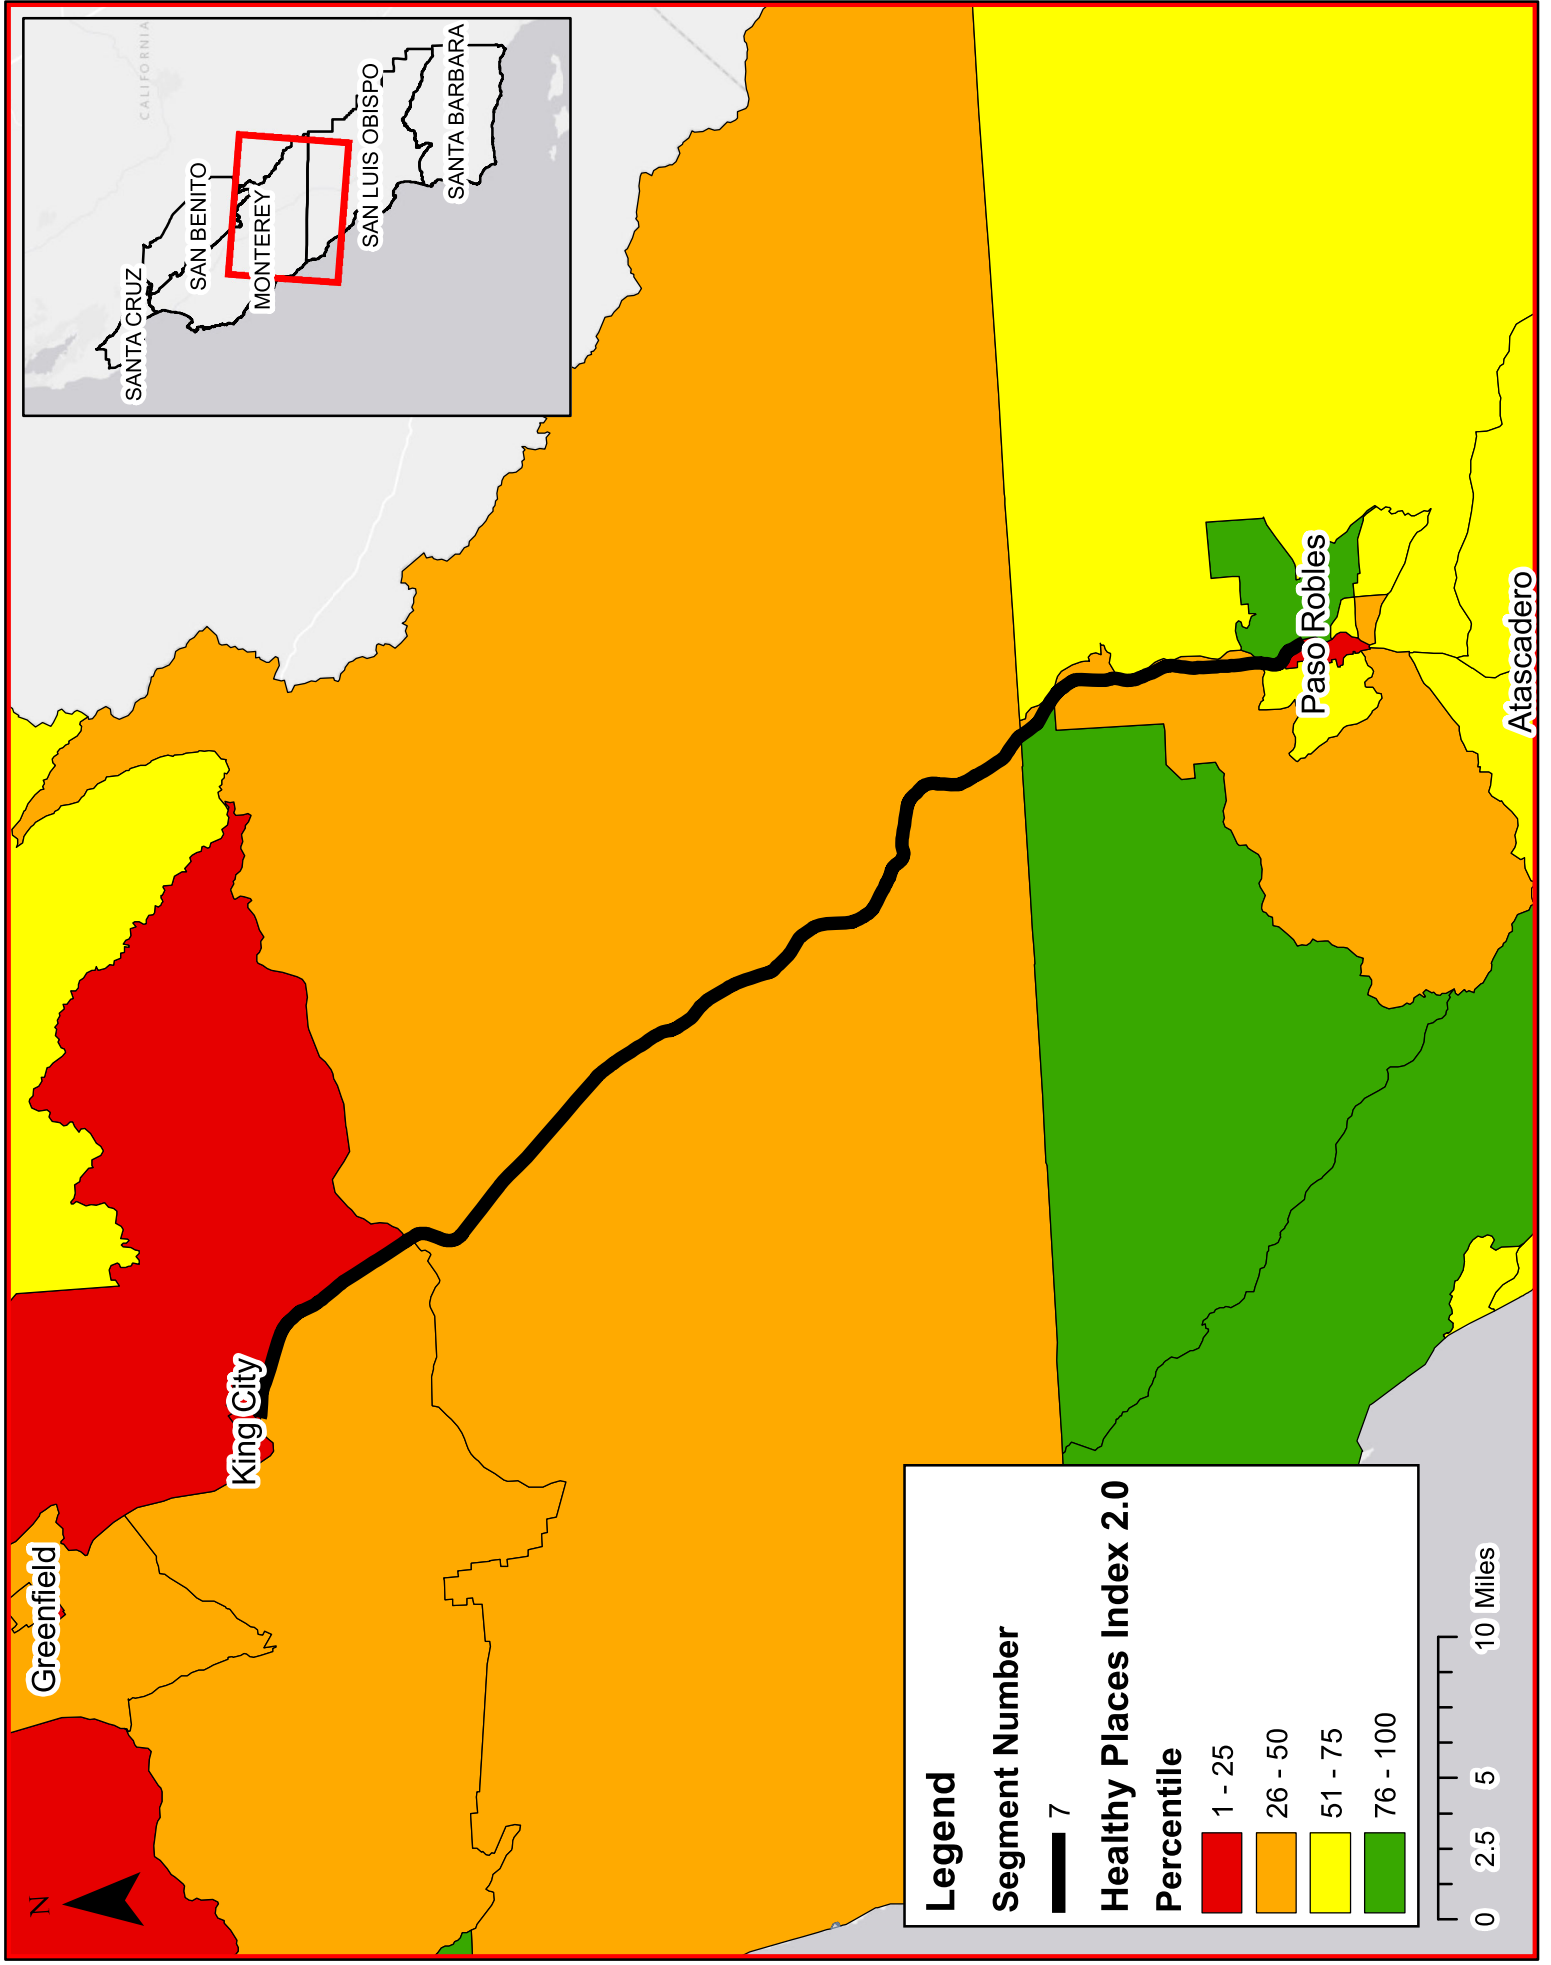 N
Greenfield
King City
Paso Robles
Atascadero
CALIFORNIA
SANTA CRUZ
SAN BENITO
MONTEREY
SAN LUIS OBISPO
SANTA BARBARA
Legend
Segment Number
7
Healthy Places Index 2.0
Percentile
1 - 25
26 - 50
51 - 75
76 - 100
0 2.5 5 10 Miles